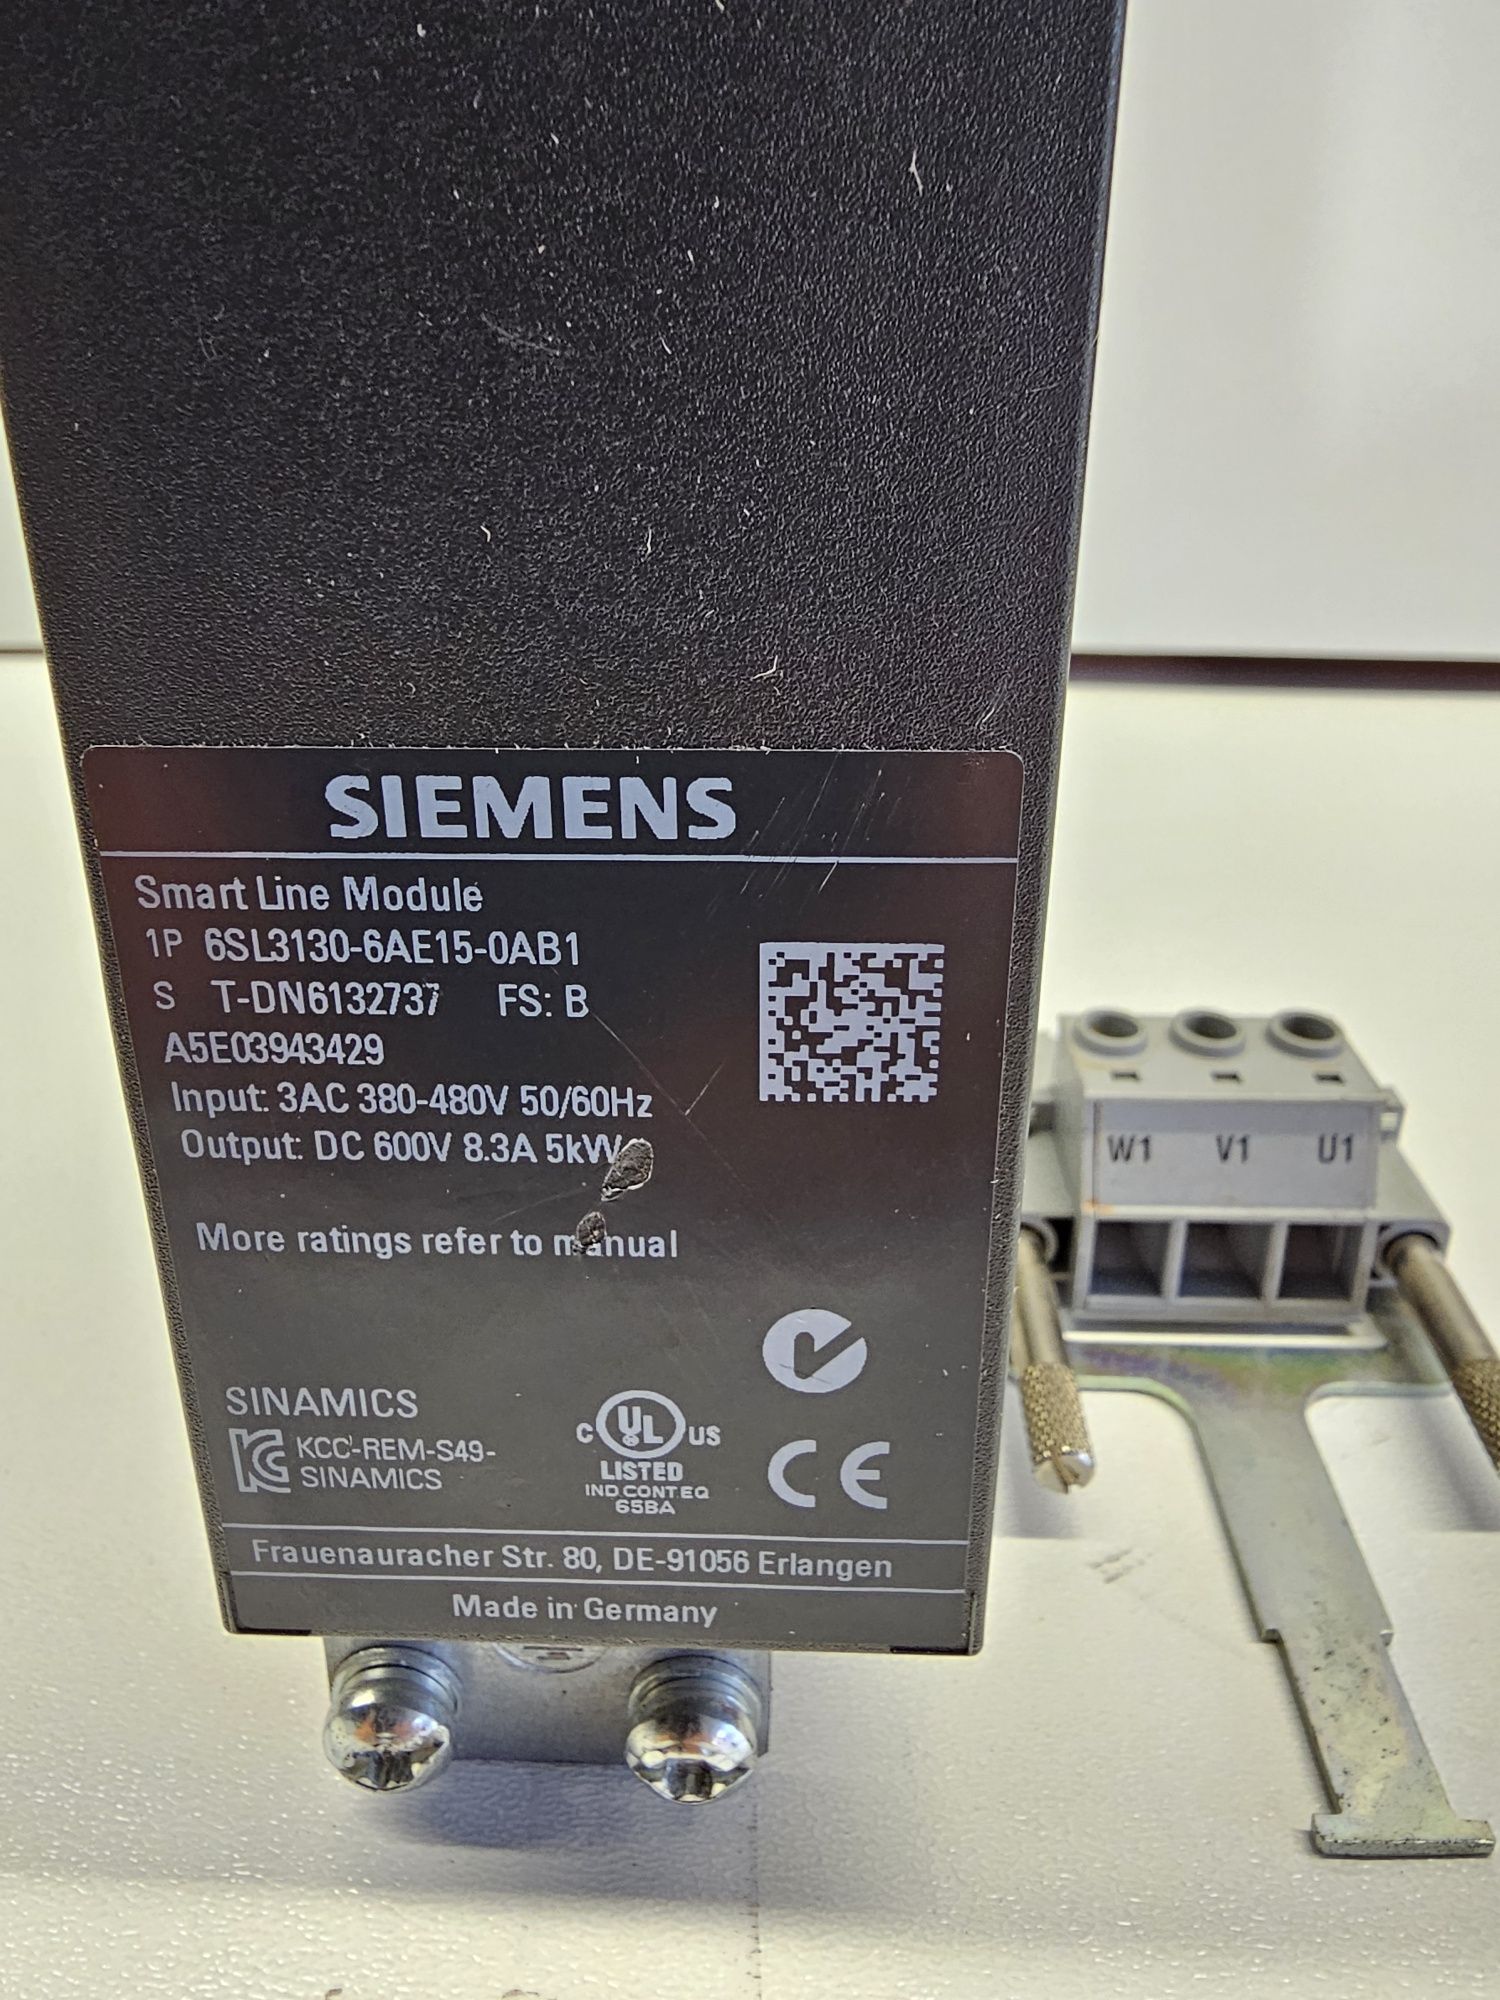 SIEMENS
Smart Line Module
1P 6SL3130-6AE15-0AB1
S T-DN6132737 FS: B
A5E03943429
Input: 3AC 380-480V 50/60Hz
Output: DC 600V 8.3A 5kW
More ratings refer to manual
SINAMICS
KCC-REM-S49-
SINAMICS
C UL US
LISTED
IND.CONT.EQ
65BA
CE
Frauenauracher Str. 80, DE-91056 Erlangen
Made in Germany
W1 V1 U1